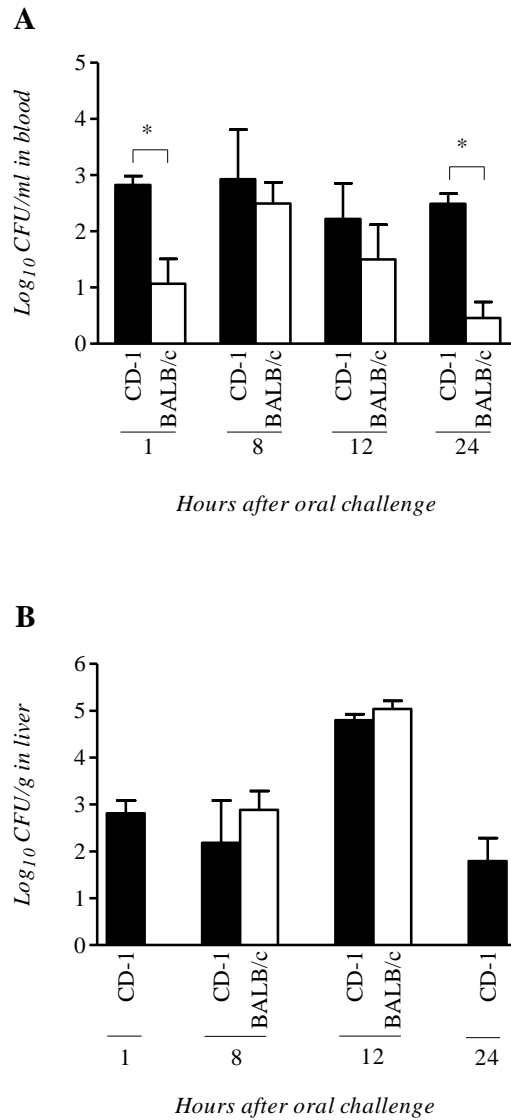 A
Log10 CFU/ml in blood
5
4
3
2
1
0
*
*
CD-1
BALB/c
CD-1
BALB/c
CD-1
BALB/c
CD-1
BALB/c
1 8 12 24
Hours after oral challenge
B
Log10 CFU/g in liver
6
5
4
3
2
1
0
CD-1
CD-1
BALB/c
CD-1
BALB/c
CD-1
1 8 12 24
Hours after oral challenge